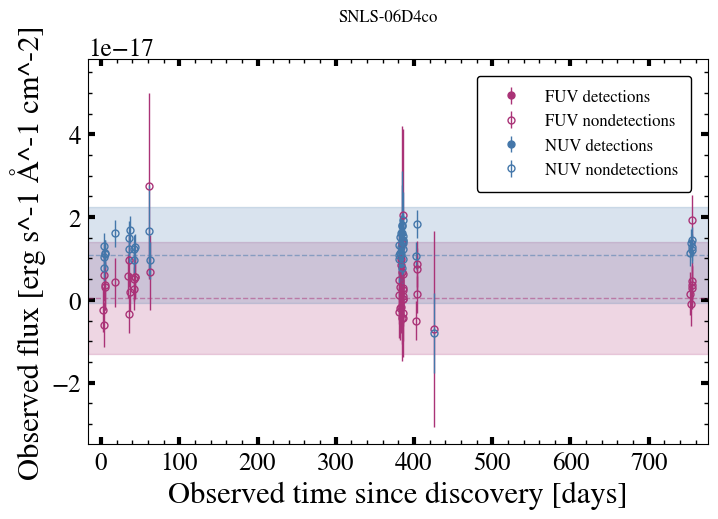 SNLS-06D4co
1e−17
Observed flux [erg s^-1 Å^-1 cm^-2]
4
2
0
−2
FUV detections
FUV nondetections
NUV detections
NUV nondetections
0 100 200 300 400 500 600 700
Observed time since discovery [days]